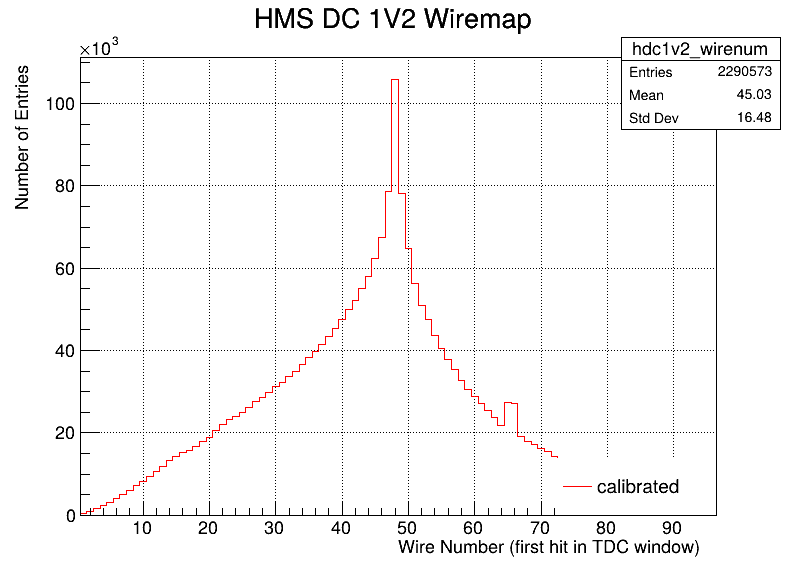 HMS DC 1V2 Wiremap
×10³
hdc1v2_wirenum
Entries 2290573
Mean 45.03
Std Dev 16.48
Number of Entries
100
80
60
40
20
0
10 20 30 40 50 60 70 80 90
calibrated
Wire Number (first hit in TDC window)